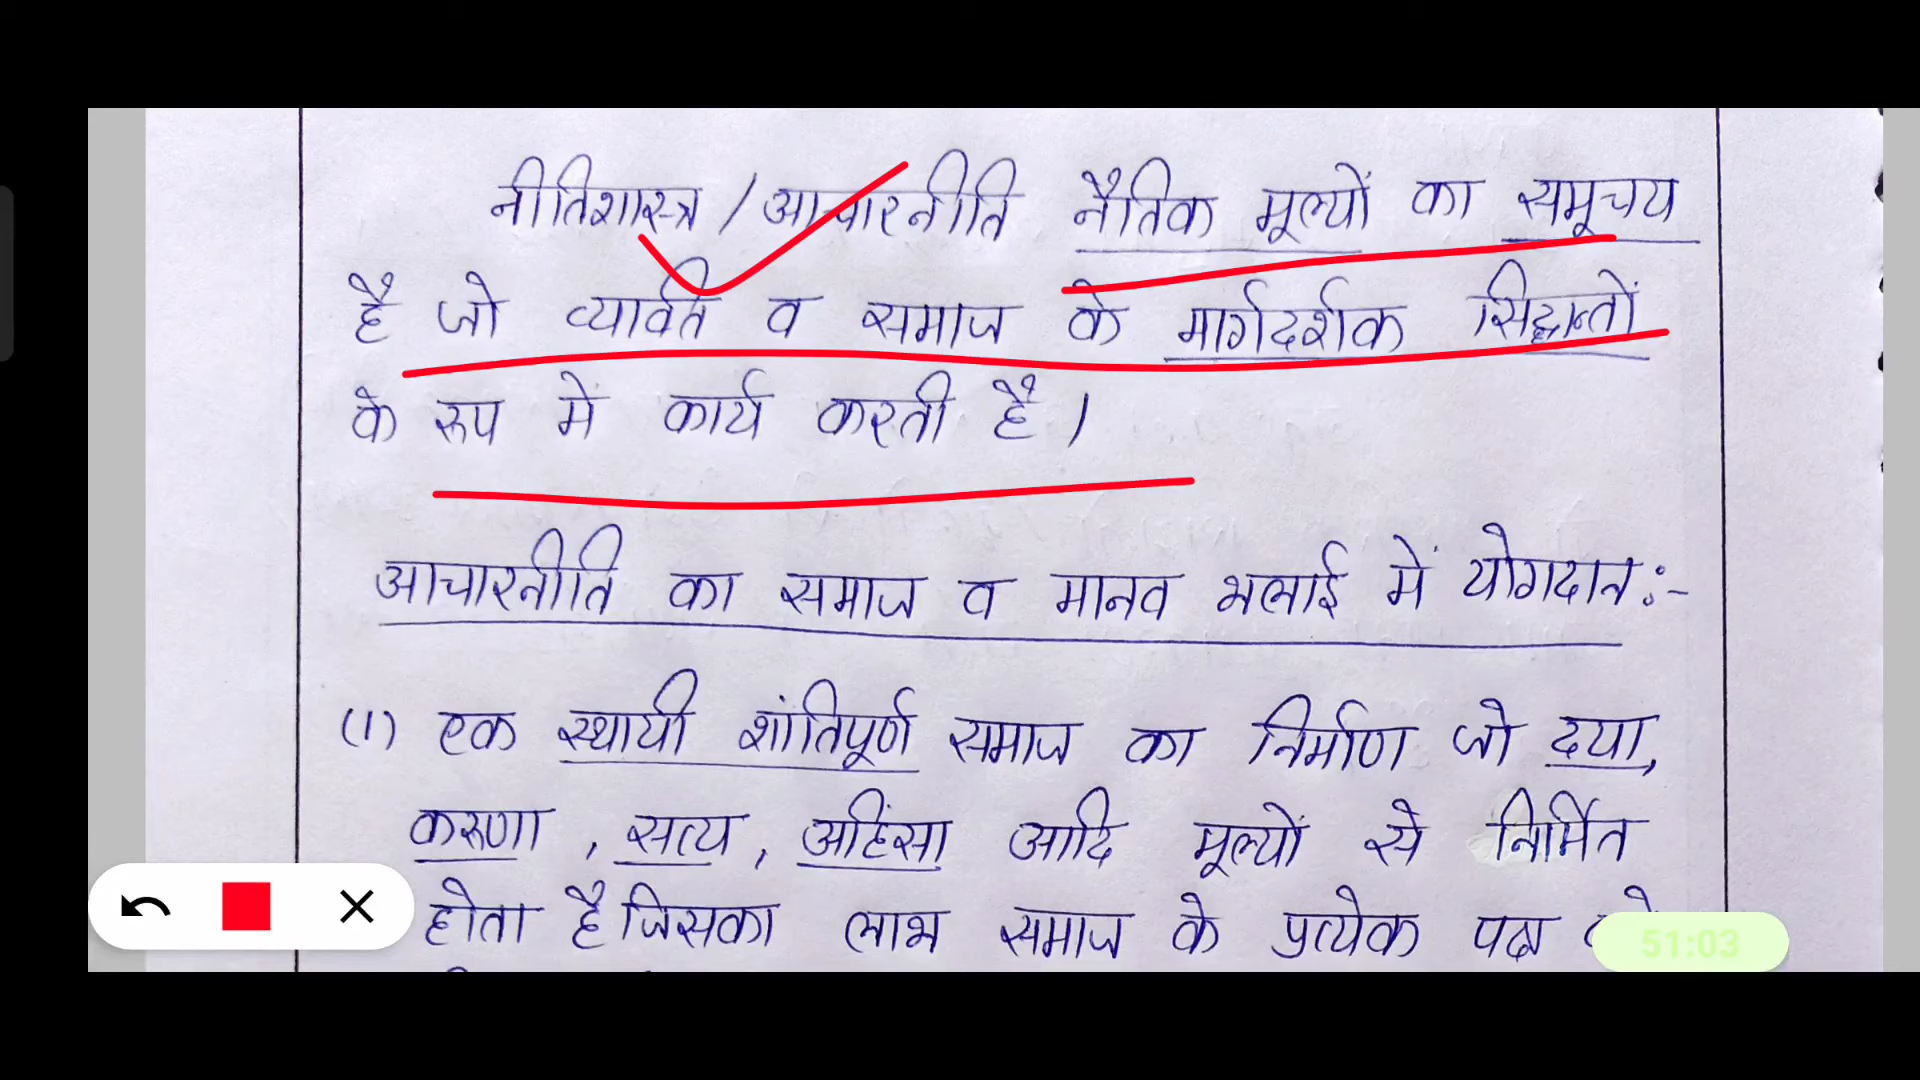 नीतिशास्त्र / आचारनीति नैतिक मूल्यों का समूचय
है जो व्यक्ति व समाज के मार्गदर्शक सिद्धान्तों
के रूप में कार्य करती है।
आचारनीति का समाज व मानव भलाई में योगदान:-
(1) एक स्थायी शांतिपूर्ण समाज का निर्माण जो दया,
करुणा, सत्य, अहिंसा आदि मूल्यों से निर्मित
होता है जिसका लाभ समाज के प्रत्येक पक्ष
51:03